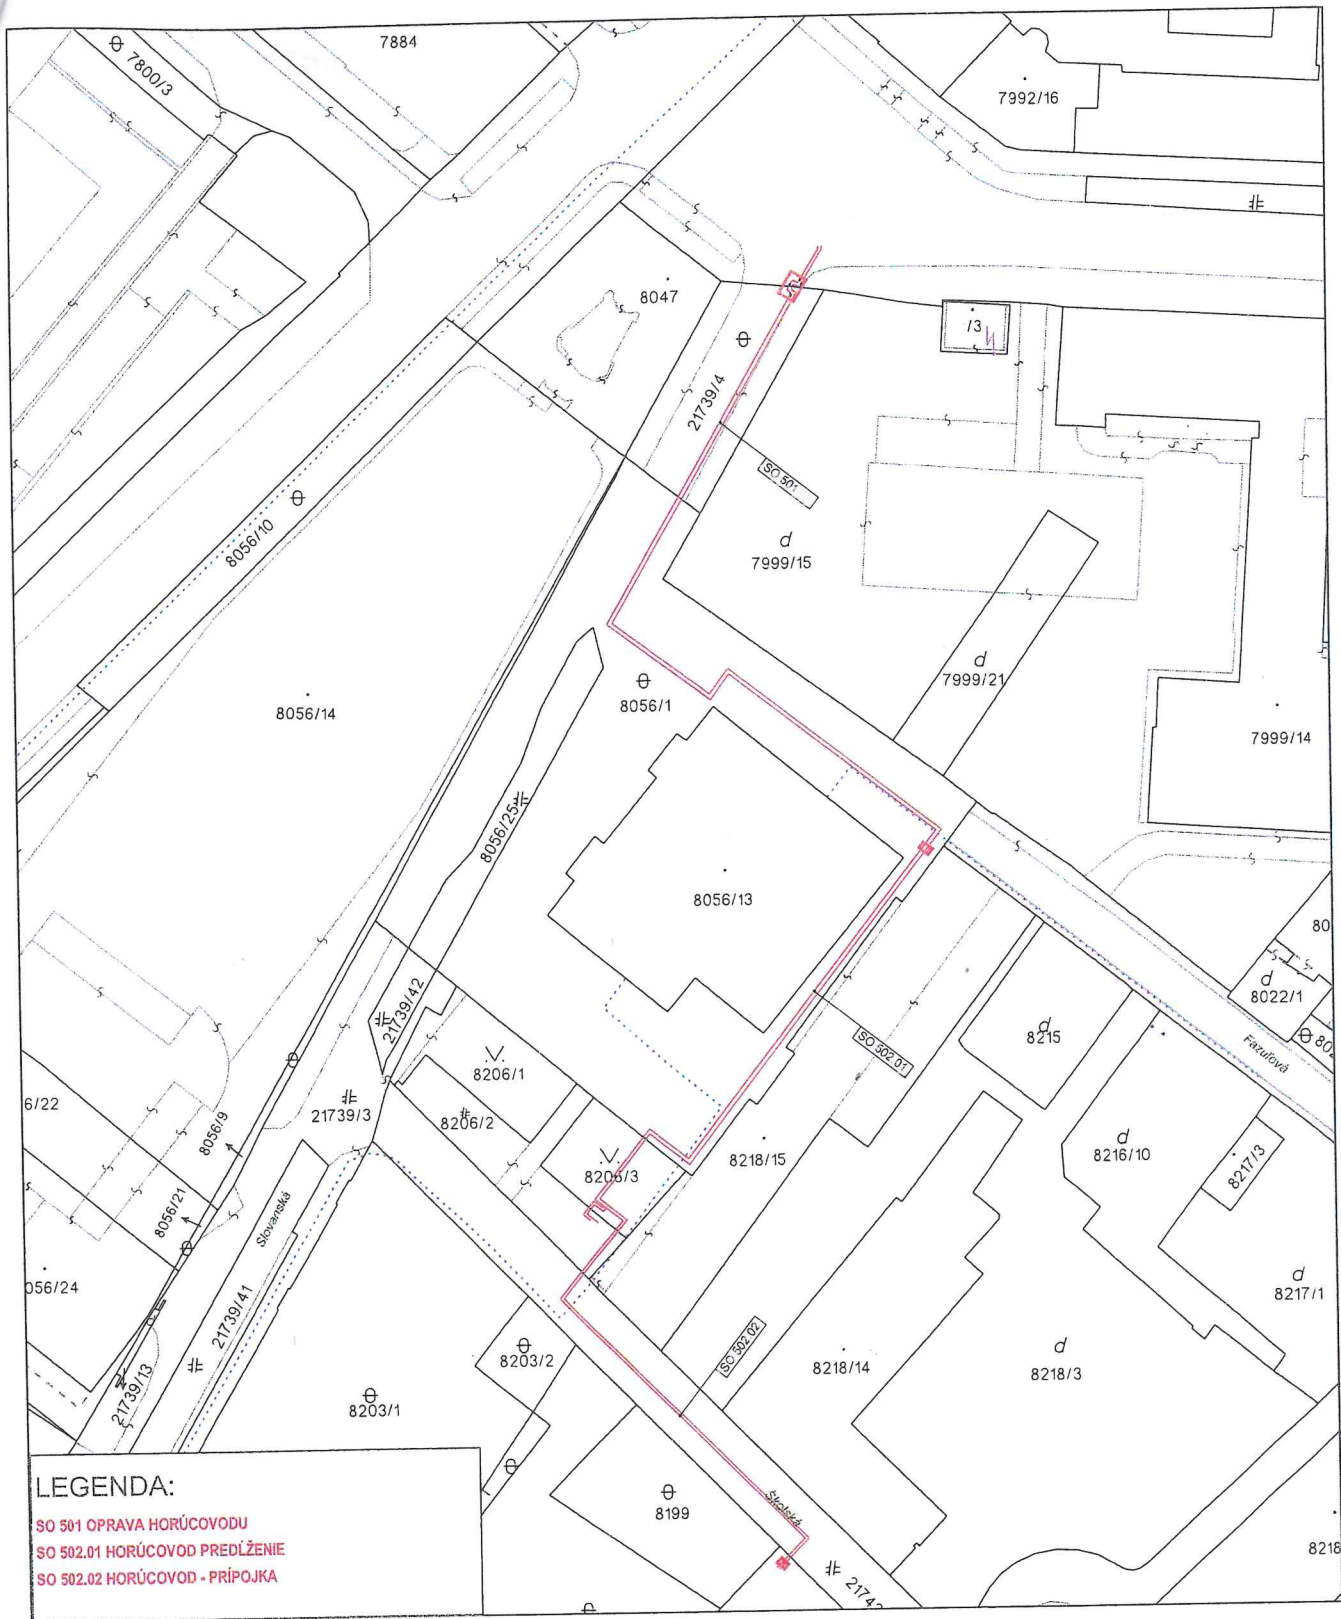 7884
7800/3
7992/16
8047
/3
21739/4
SO 501
8056/10
d
7999/15
d
7999/21
8056/1
8056/14
7999/14
8056/25
8056/13
80
d
8022/1
21739/42
SO 502.01
d
8215
Fazuľová
8206/1
6/22
21739/3
8206/2
8056/9
8218/15
d
8216/10
8206/3
8217/3
8056/21
Slovanská
056/24
21739/41
d
8217/1
SO 502.02
8203/2
8218/14
d
8218/3
21739/13
8203/1
LEGENDA:
SO 501 OPRAVA HORÚCOVODU
SO 502.01 HORÚCOVOD PREDĹŽENIE
SO 502.02 HORÚCOVOD - PRÍPOJKA
8199
Školská
8218